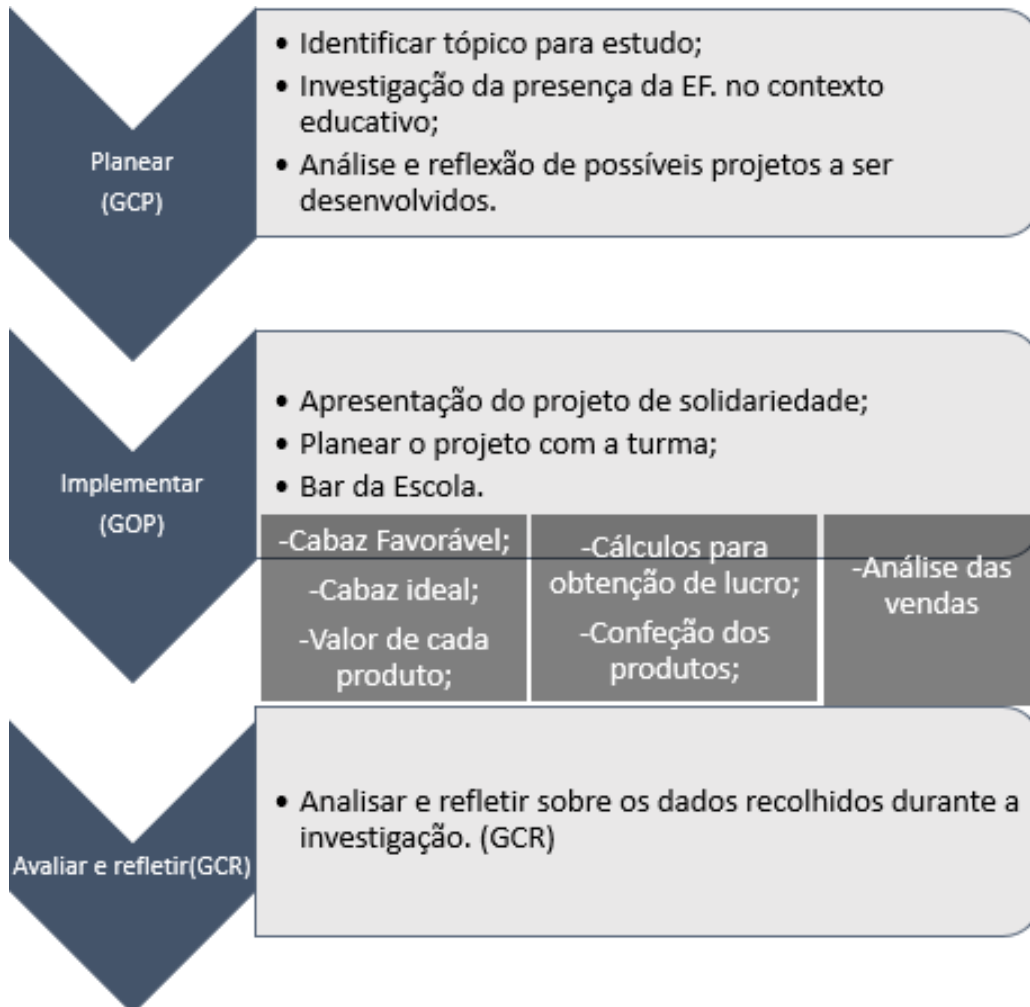 Planear
(GCP)
• Identificar tópico para estudo;
• Investigação da presença da EF. no contexto
educativo;
• Análise e reflexão de possíveis projetos a ser
desenvolvidos.
Implementar
(GOP)
• Apresentação do projeto de solidariedade;
• Planear o projeto com a turma;
• Bar da Escola.
-Cabaz Favorável;
-Cabaz ideal;
-Valor de cada
produto;
-Cálculos para
obtenção de lucro;
-Confeção dos
produtos;
-Análise das
vendas
Avaliar e refletir(GCR)
• Analisar e refletir sobre os dados recolhidos durante a
investigação. (GCR)